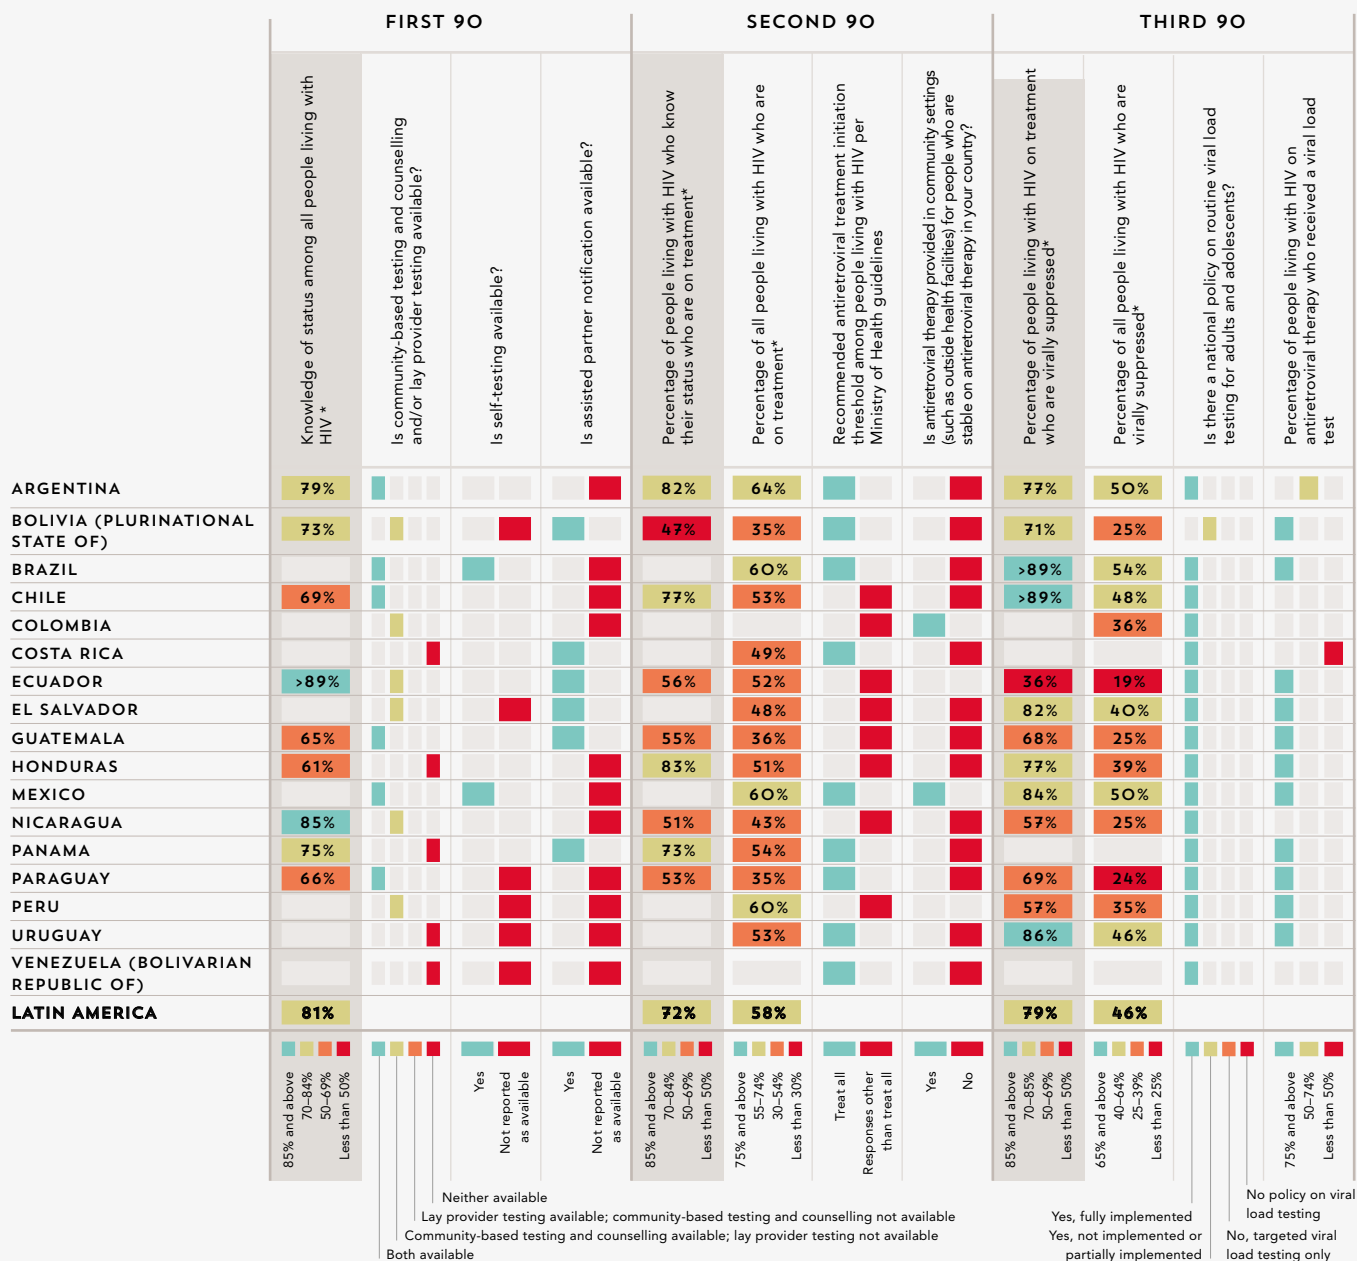 FIRST 90
SECOND 90
THIRD 90
Knowledge of status among all people living with
HIV *
Is community-based testing and counselling
and/or lay provider testing available?
Is self-testing available?
Is assisted partner notification available?
Percentage of people living with HIV who know
their status who are on treatment*
Percentage of all people living with HIV who are
on treatment*
Recommended antiretroviral treatment initiation
threshold among people living with HIV per
Ministry of Health guidelines
Is antiretroviral therapy provided in community settings
(such as outside health facilities) for people who are
stable on antiretroviral therapy in your country?
Percentage of people living with HIV on treatment
who are virally suppressed*
Percentage of all people living with HIV who are
virally suppressed*
Is there a national policy on routine viral load
testing for adults and adolescents?
Percentage of people living with HIV on
antiretroviral therapy who received a viral load
test
ARGENTINA 79% 82% 64% 77% 50%
BOLIVIA (PLURINATIONAL
STATE OF) 73% 47% 35% 71% 25%
BRAZIL 60% >89% 54%
CHILE 69% 77% 53% >89% 48%
COLOMBIA 36%
COSTA RICA 49%
ECUADOR >89% 56% 52% 36% 19%
EL SALVADOR 48% 82% 40%
GUATEMALA 65% 55% 36% 68% 25%
HONDURAS 61% 83% 51% 77% 39%
MEXICO 60% 84% 50%
NICARAGUA 85% 51% 43% 57% 25%
PANAMA 75% 73% 54%
PARAGUAY 66% 53% 35% 69% 24%
PERU 60% 57% 35%
URUGUAY 53% 86% 46%
VENEZUELA (BOLIVARIAN
REPUBLIC OF)
LATIN AMERICA 81% 72% 58% 79% 46%
85% and above
70–84%
50–69%
Less than 50%
Yes
Not reported
as available
Yes
Not reported
as available
85% and above
70–84%
50–69%
Less than 50%
75% and above
55–74%
30–54%
Less than 30%
Treat all
Responses other
than treat all
Yes
No
85% and above
70–85%
50–69%
Less than 50%
65% and above
40–64%
25–39%
Less than 25%
75% and above
50–74%
Less than 50%
Neither available
Lay provider testing available; community-based testing and counselling not available
Community-based testing and counselling available; lay provider testing not available
Both available
No policy on viral
load testing
Yes, fully implemented
Yes, not implemented or
partially implemented
No, targeted viral
load testing only